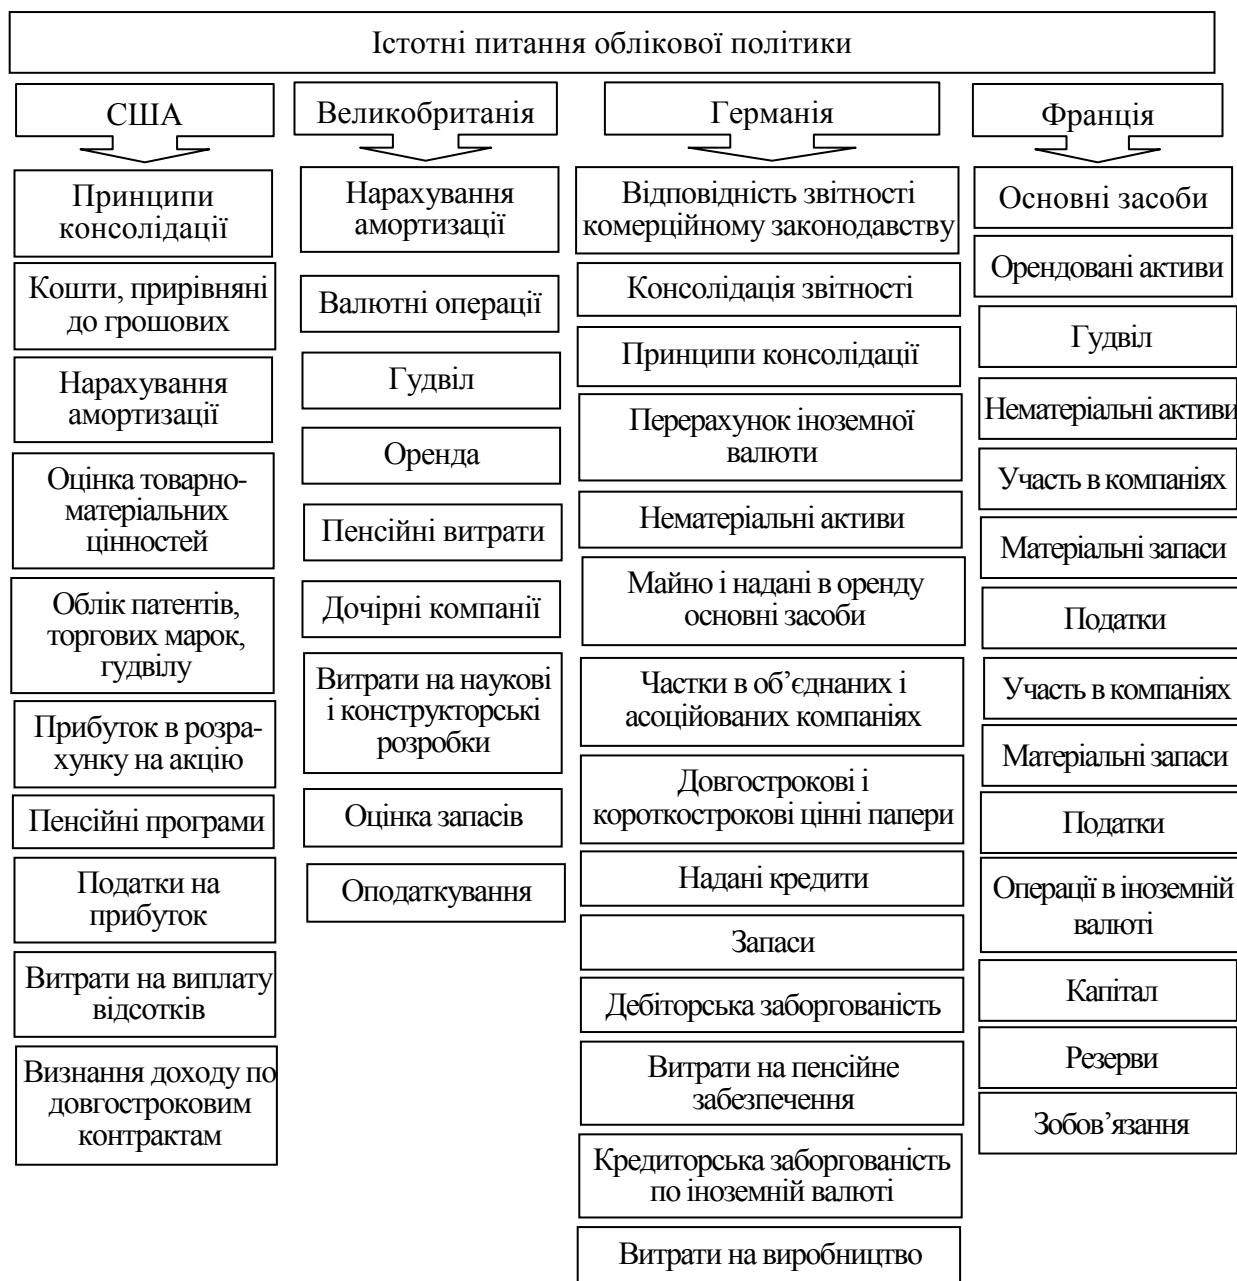 Істотні питання облікової політики
США
Принципи
консолідації
Кошти, прирівняні
до грошових
Нарахування
амортизації
Оцінка товарно-
матеріальних
цінностей
Облік патентів,
торгових марок,
гудвілу
Прибуток в розра-
хунку на акцію
Пенсійні програми
Податки на
прибуток
Витрати на виплату
відсотків
Визнання доходу по
довгостроковим
контрактам
Великобританія
Нарахування
амортизації
Валютні операції
Гудвіл
Оренда
Пенсійні витрати
Дочірні компанії
Витрати на наукові
і конструкторські
розробки
Оцінка запасів
Оподаткування
Германія
Відповідність звітності
комерційному законодавству
Консолідація звітності
Принципи консолідації
Перерахунок іноземної
валюти
Нематеріальні активи
Майно і надані в оренду
основні засоби
Частки в об’єднаних і
асоційованих компаніях
Довгострокові і
короткострокові цінні папери
Надані кредити
Запаси
Дебіторська заборгованість
Витрати на пенсійне
забезпечення
Кредиторська заборгованість
по іноземній валюті
Витрати на виробництво
Франція
Основні засоби
Орендовані активи
Гудвіл
Нематеріальні активи
Участь в компаніях
Матеріальні запаси
Податки
Участь в компаніях
Матеріальні запаси
Податки
Операції в іноземній
валюті
Капітал
Резерви
Зобов’язання